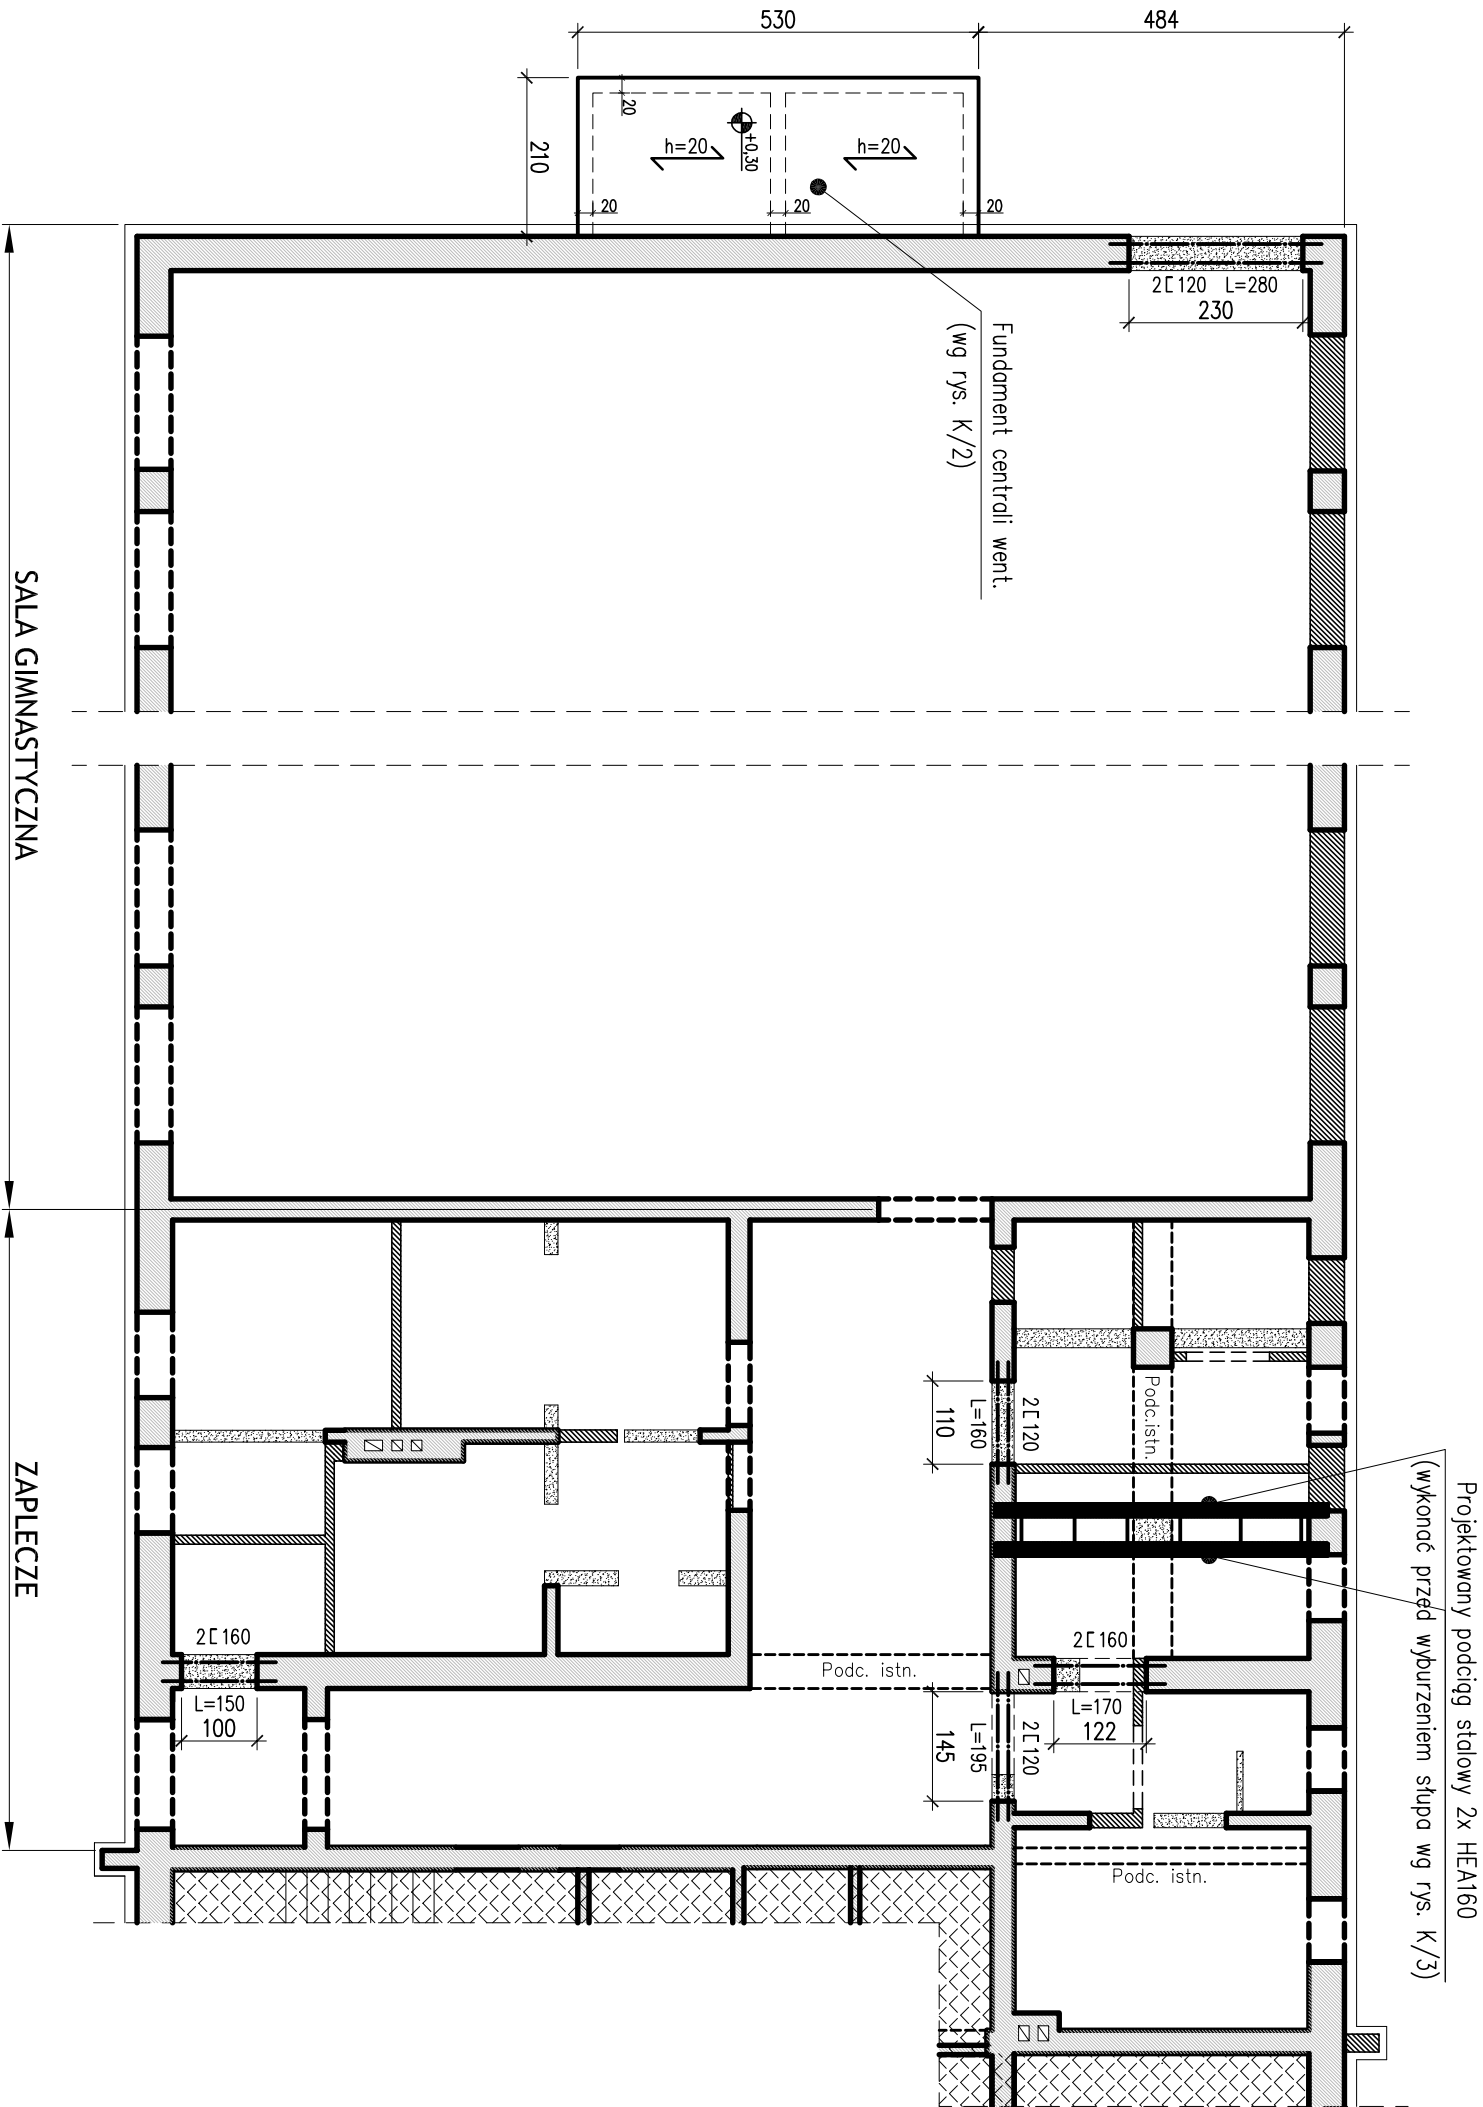 530
484
210
20
+0,30
h=20
h=20
20
20
20
2[120 L=280
230
Fundament centrali went.
(wg rys. K/2)
SALA GIMNASTYCZNA
ZAPLECZE
110
L=160
2[120
Podc.istn.
Projektowany podciąg stalowy 2x HEA160
(wykonać przed wyburzeniem słupa wg rys. K/3)
2[160
L=150
100
Podc. istn.
2[160
L=170
122
145
L=195
2[120
Podc. istn.